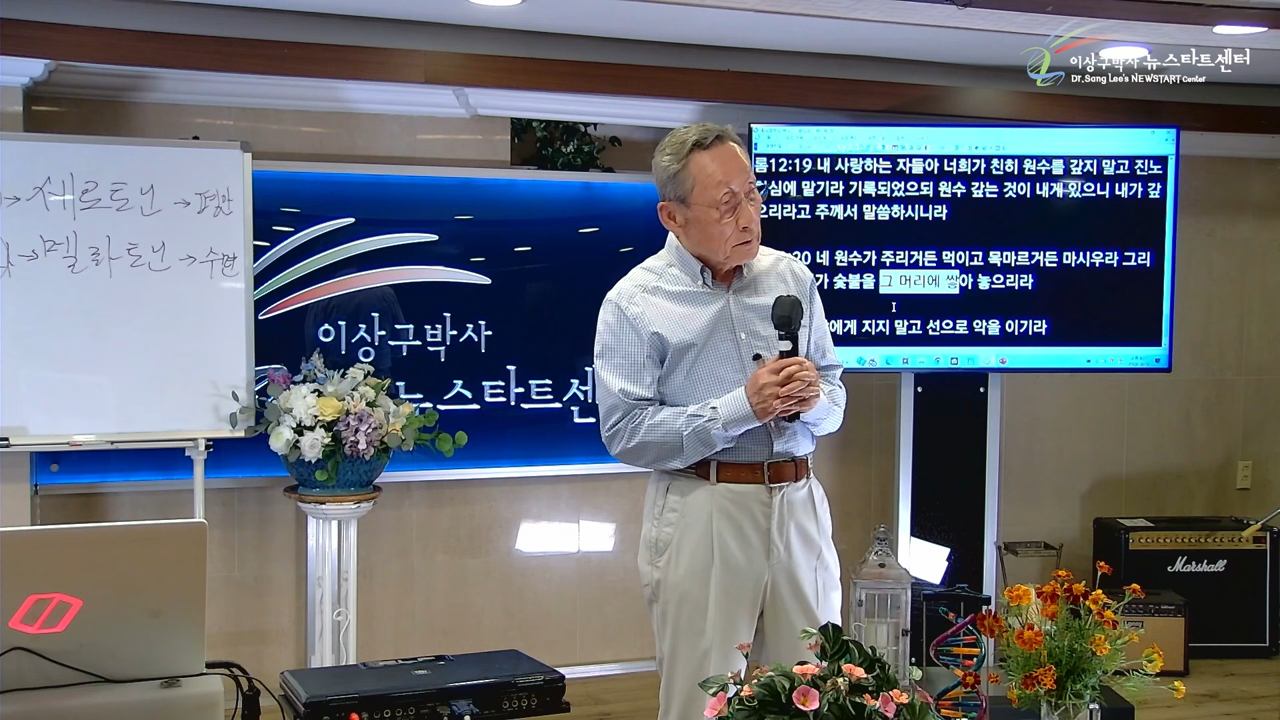 이상구박사 뉴스타트센터
Dr. Sang Lee's NEWSTART Center
→세로토닌 → 평안
→멜라토닌 → 수면
이상구박사
뉴스타트센
롬12:19 내 사랑하는 자들아 너희가 친히 원수를 갚지 말고 진노
심에 맡기라 기록되었으되 원수 갚는 것이 내게 있으니 내가 갚
으리라고 주께서 말씀하시니라
20 네 원수가 주리거든 먹이고 목마르거든 마시우라 그리
가 숯불을 그 머리에 쌓아 놓으리라
에게 지지 말고 선으로 악을 이기라
Marshall